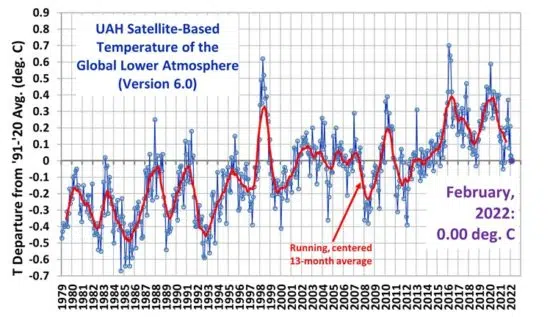 0.9
0.8
0.7
0.6
0.5
0.4
0.3
0.2
0.1
0
-0.1
-0.2
-0.3
-0.4
-0.5
-0.6
-0.7
T Departure from '91-'20 Avg. (deg. C)
UAH Satellite-Based
Temperature of the
Global Lower Atmosphere
(Version 6.0)
February,
2022:
0.00 deg. C
Running, centered
13-month average
1979 1980 1981 1982 1983 1984 1985 1986 1987 1988 1989 1990 1991 1992 1993 1994 1995 1996 1997 1998 1999 2000 2001 2002 2003 2004 2005 2006 2007 2008 2009 2010 2011 2012 2013 2014 2015 2016 2017 2018 2019 2020 2021 2022